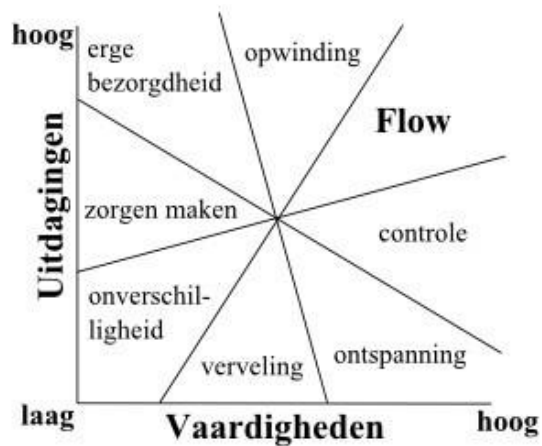 hoog
erge
bezorgdheid
opwinding
Flow
Uitdagingen
zorgen maken
controle
onverschil-
ligheid
verveling
ontspanning
laag
Vaardigheden
hoog